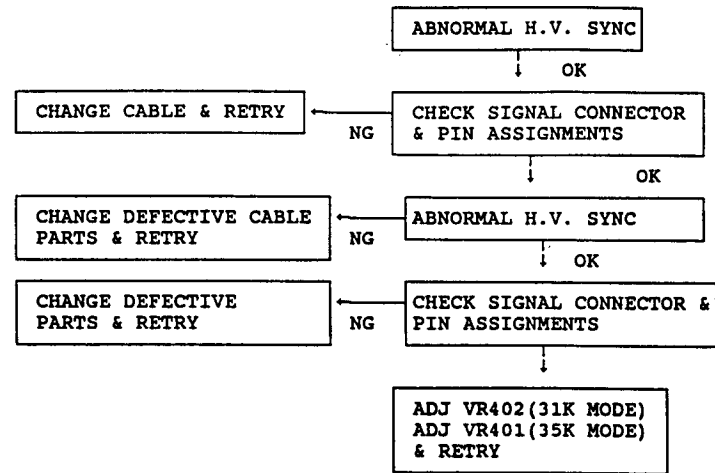 ABNORMAL H.V. SYNC
OK
CHANGE CABLE & RETRY
NG
CHECK SIGNAL CONNECTOR
& PIN ASSIGNMENTS
OK
CHANGE DEFECTIVE CABLE
PARTS & RETRY
NG
ABNORMAL H.V. SYNC
OK
CHANGE DEFECTIVE
PARTS & RETRY
NG
CHECK SIGNAL CONNECTOR &
PIN ASSIGNMENTS
ADJ VR402(31K MODE)
ADJ VR401(35K MODE)
& RETRY